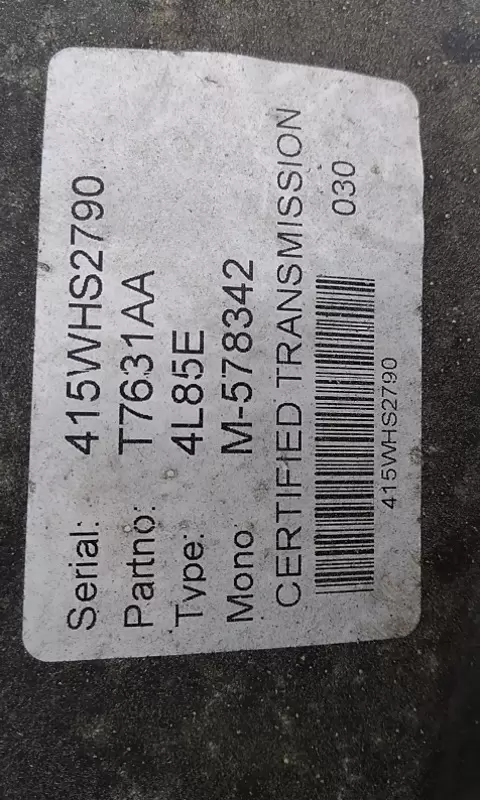 Serial: 415WHS2790
Partno: T7631AA
Type: 4L85E
Mono: M-578342
CERTIFIED TRANSMISSION
030
415WHS2790